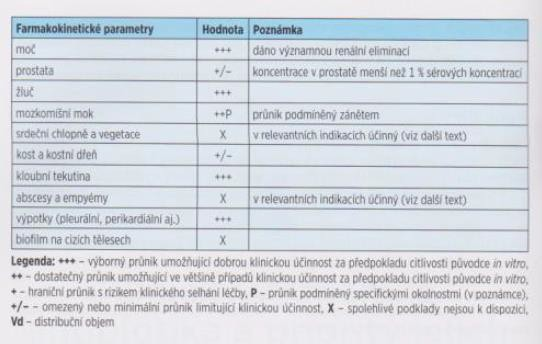 Farmakokinetické parametry Hodnota Poznámka
moč +++ dáno významnou renální eliminací
prostata +/– koncentrace v prostatě menší než 1 % sérových koncentrací
žluč +++
mozkomíšní mok ++P průnik podmíněný zánětem
srdeční chlopně a vegetace X v relevantních indikacích účinný (viz další text)
kost a kostní dřeň +/–
kloubní tekutina +++
abscesy a empyémy X v relevantních indikacích účinný (viz další text)
výpotky (pleurální, perikardiální aj.) +++
biofilm na cizích tělesech X
Legenda: +++ – výborný průnik umožňující dobrou klinickou účinnost za předpokladu citlivosti původce in vitro,
++ – dostatečný průnik umožňující ve většině případů klinickou účinnost za předpokladu citlivosti původce in vitro,
+ – hraniční průnik s rizikem klinického selhání léčby, P – průnik podmíněný specifickými okolnostmi (v poznámce),
+/– – omezený nebo minimální průnik limitující klinickou účinnost, X – spolehlivé podklady nejsou k dispozici,
Vd – distribuční objem